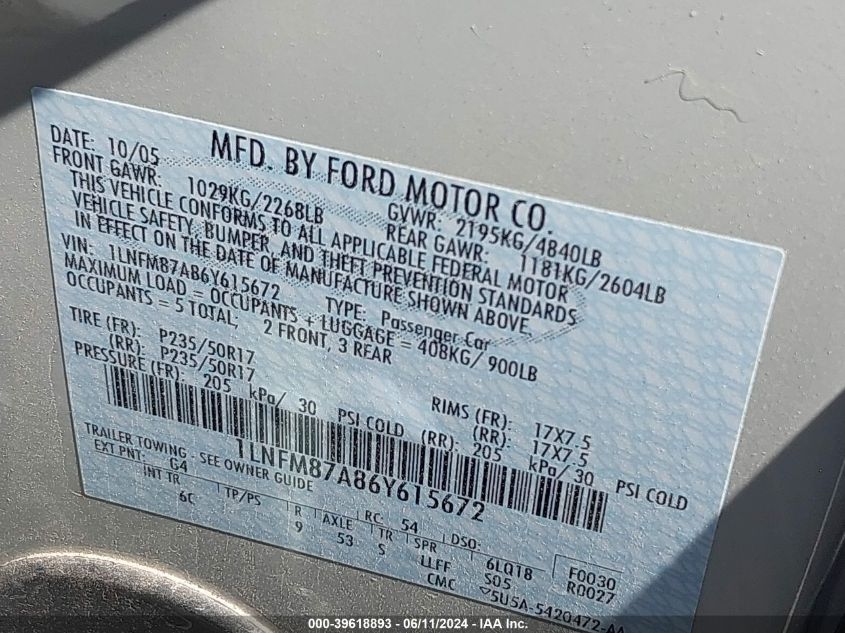 MFD. BY FORD MOTOR CO.
DATE: 10/05 GVWR: 2195KG/4840LB
FRONT GAWR: 1029KG/2268LB REAR GAWR: 1181KG/2604LB
THIS VEHICLE CONFORMS TO ALL APPLICABLE FEDERAL MOTOR
VEHICLE SAFETY, BUMPER, AND THEFT PREVENTION STANDARDS
IN EFFECT ON THE DATE OF MANUFACTURE SHOWN ABOVE.
VIN: 1LNFM87A86Y615672 TYPE: Passenger Car
MAXIMUM LOAD = OCCUPANTS + LUGGAGE = 408KG/ 900LB
OCCUPANTS = 5 TOTAL, 2 FRONT, 3 REAR
TIRE (FR): P235/50R17 RIMS (FR): 17X7.5
(RR): P235/50R17 (RR): 17X7.5
PRESSURE (FR): 205 kPa/ 30 PSI COLD (RR): 205 kPa/30 PSI COLD
1LNFM87A86Y615672
TRAILER TOWING - SEE OWNER GUIDE
EXT PNT: G4 RC: 54 DSO: F0030
INT TR TP/PS R AXLE TR SPR 6LQ18 R0027
6C 9 53 S LLFF S05
CMC ▽5U5A-5420472-AA
000-39618893 - 06/11/2024 - IAA Inc.